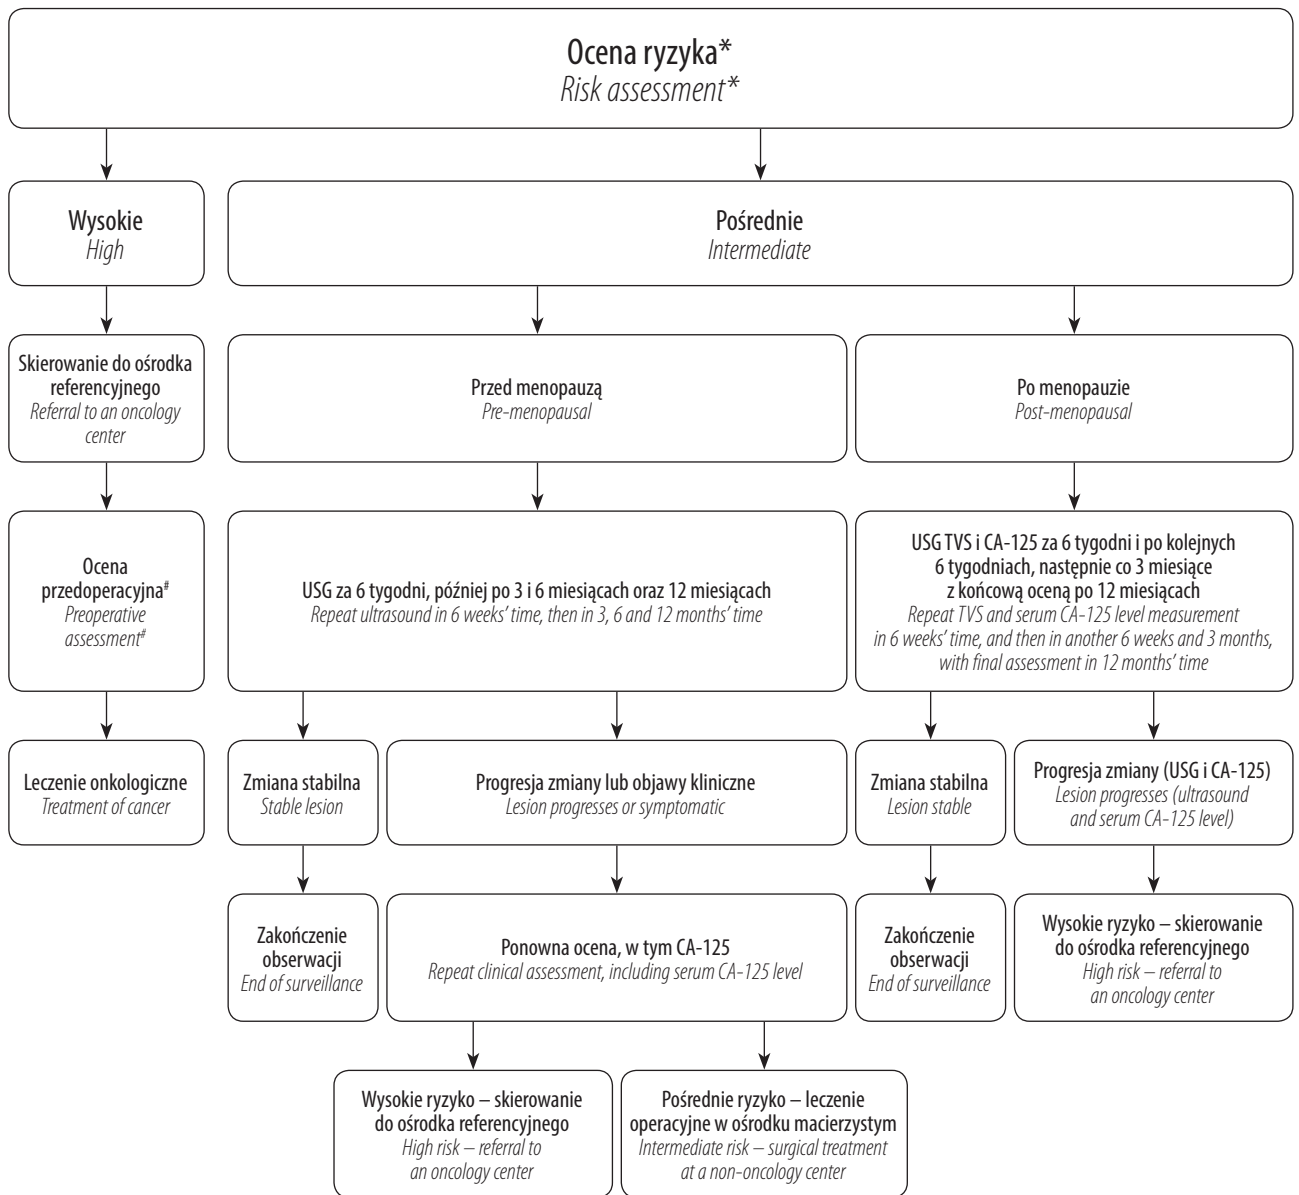 Ocena ryzyka*
Risk assessment*
Wysokie
High
Pośrednie
Intermediate
Skierowanie do ośrodka
referencyjnego
Referral to an oncology
center
Przed menopauzą
Pre-menopausal
Po menopauzie
Post-menopausal
Ocena
przedoperacyjna#
Preoperative
assessment#
USG za 6 tygodni, później po 3 i 6 miesiącach oraz 12 miesiącach
Repeat ultrasound in 6 weeks’ time, then in 3, 6 and 12 months’ time
USG TVS i CA-125 za 6 tygodni i po kolejnych
6 tygodniach, następnie co 3 miesiące
z końcową oceną po 12 miesiącach
Repeat TVS and serum CA-125 level measurement
in 6 weeks’ time, and then in another 6 weeks and 3 months,
with final assessment in 12 months’ time
Leczenie onkologiczne
Treatment of cancer
Zmiana stabilna
Stable lesion
Progresja zmiany lub objawy kliniczne
Lesion progresses or symptomatic
Zmiana stabilna
Lesion stable
Progresja zmiany (USG i CA-125)
Lesion progresses (ultrasound
and serum CA-125 level)
Zakończenie
obserwacji
End of surveillance
Ponowna ocena, w tym CA-125
Repeat clinical assessment, including serum CA-125 level
Zakończenie
obserwacji
End of surveillance
Wysokie ryzyko – skierowanie
do ośrodka referencyjnego
High risk – referral to
an oncology center
Wysokie ryzyko – skierowanie
do ośrodka referencyjnego
High risk – referral to
an oncology center
Pośrednie ryzyko – leczenie
operacyjne w ośrodku macierzystym
Intermediate risk – surgical treatment
at a non-oncology center